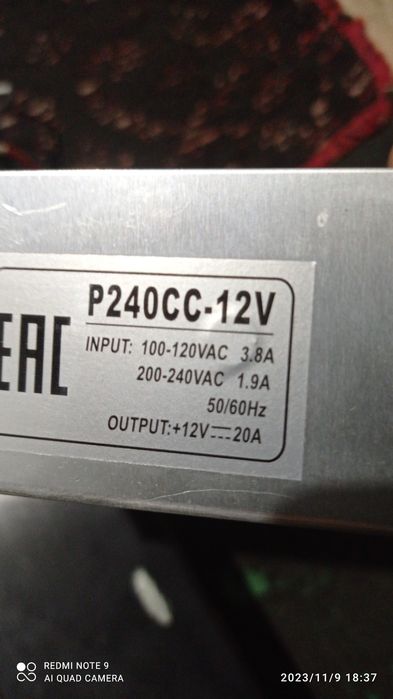 P240CC-12V
EAC
INPUT: 100-120VAC 3.8A
200-240VAC 1.9A
50/60Hz
OUTPUT:+12V⎓20A
REDMI NOTE 9
AI QUAD CAMERA
2023/11/9 18:37